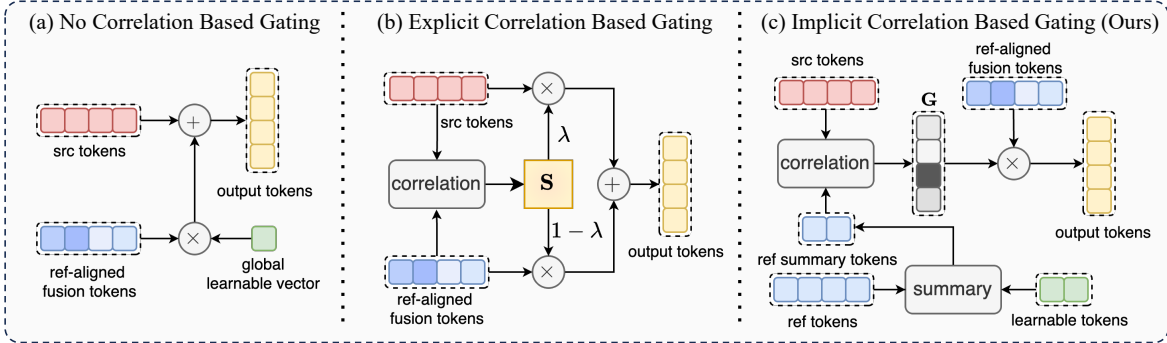 (a) No Correlation Based Gating
src tokens
+
output tokens
×
ref-aligned
fusion tokens
global
learnable vector
(b) Explicit Correlation Based Gating
src tokens
×
λ
correlation
S
+
1 − λ
output tokens
×
ref-aligned
fusion tokens
(c) Implicit Correlation Based Gating (Ours)
src tokens
ref-aligned
fusion tokens
G
correlation
×
output tokens
ref summary tokens
summary
ref tokens
learnable tokens